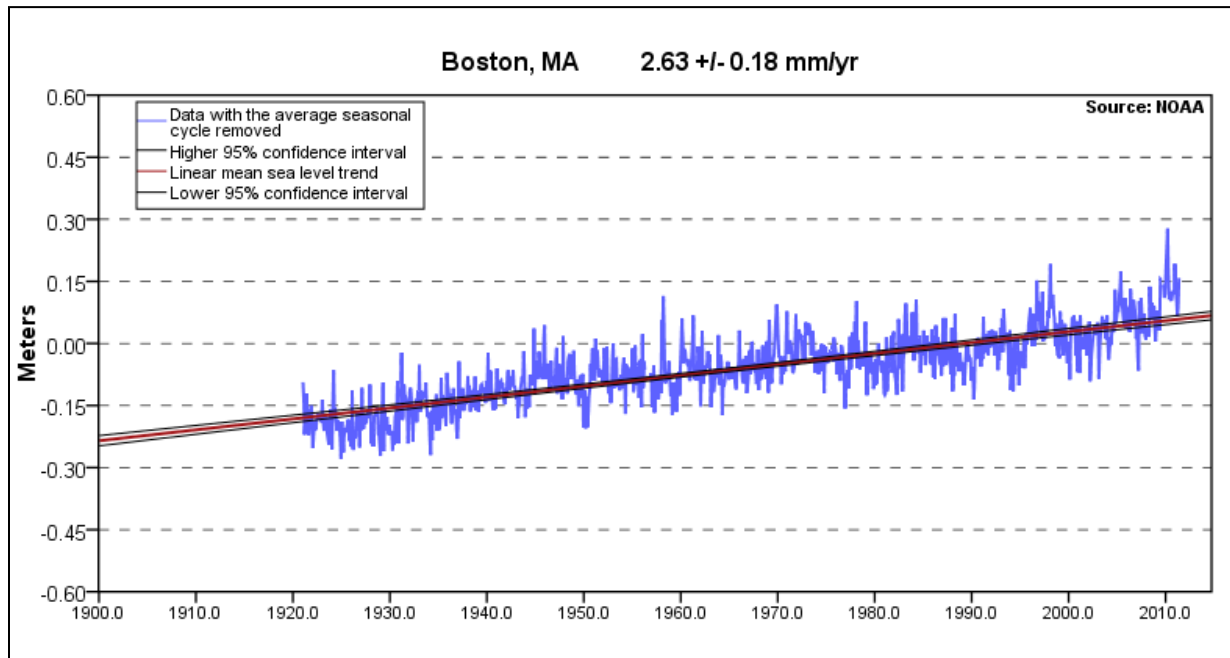 Boston, MA 2.63 +/- 0.18 mm/yr
Source: NOAA
Data with the average seasonal
cycle removed
Higher 95% confidence interval
Linear mean sea level trend
Lower 95% confidence interval
Meters
0.60
0.45
0.30
0.15
0.00
-0.15
-0.30
-0.45
-0.60
1900.0 1910.0 1920.0 1930.0 1940.0 1950.0 1960.0 1970.0 1980.0 1990.0 2000.0 2010.0